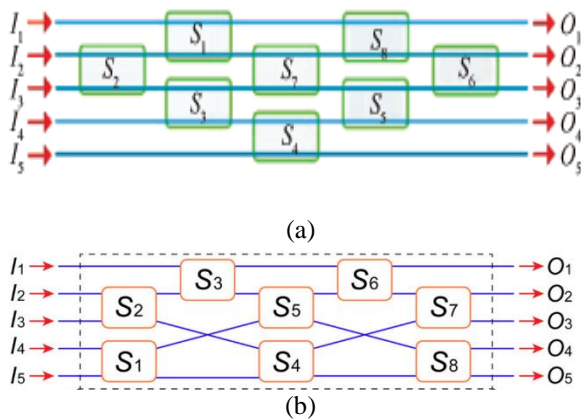 I1 S1 S8 O1
I2 S2 S7 S6 O2
I3 S3 S5 O3
I4 S4 O4
I5 O5
(a)
I1 S3 S6 O1
I2 S2 S5 S7 O2
I3 O3
I4 S1 S4 S8 O4
I5 O5
(b)